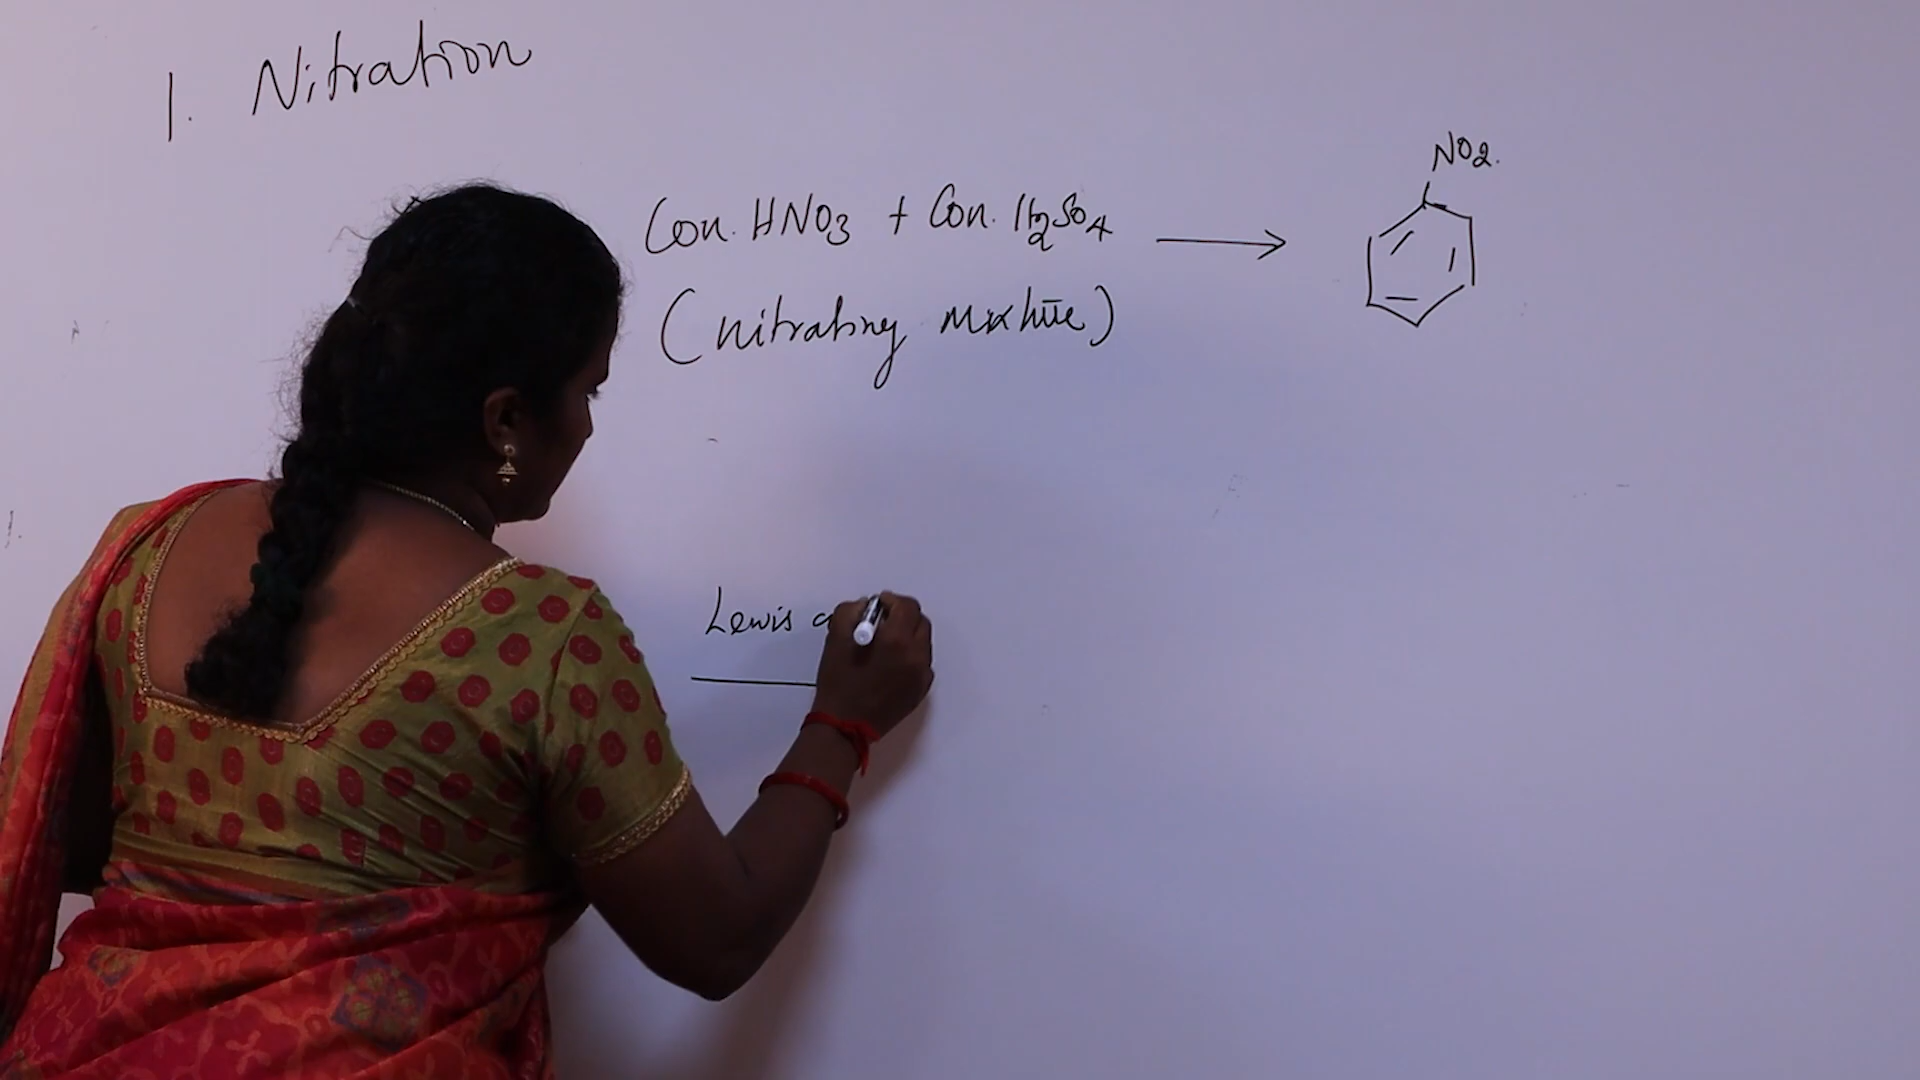 1. Nitration
NO2.
Con. HNO3 + Con. H2SO4
(nitrating mixture)
Lewis